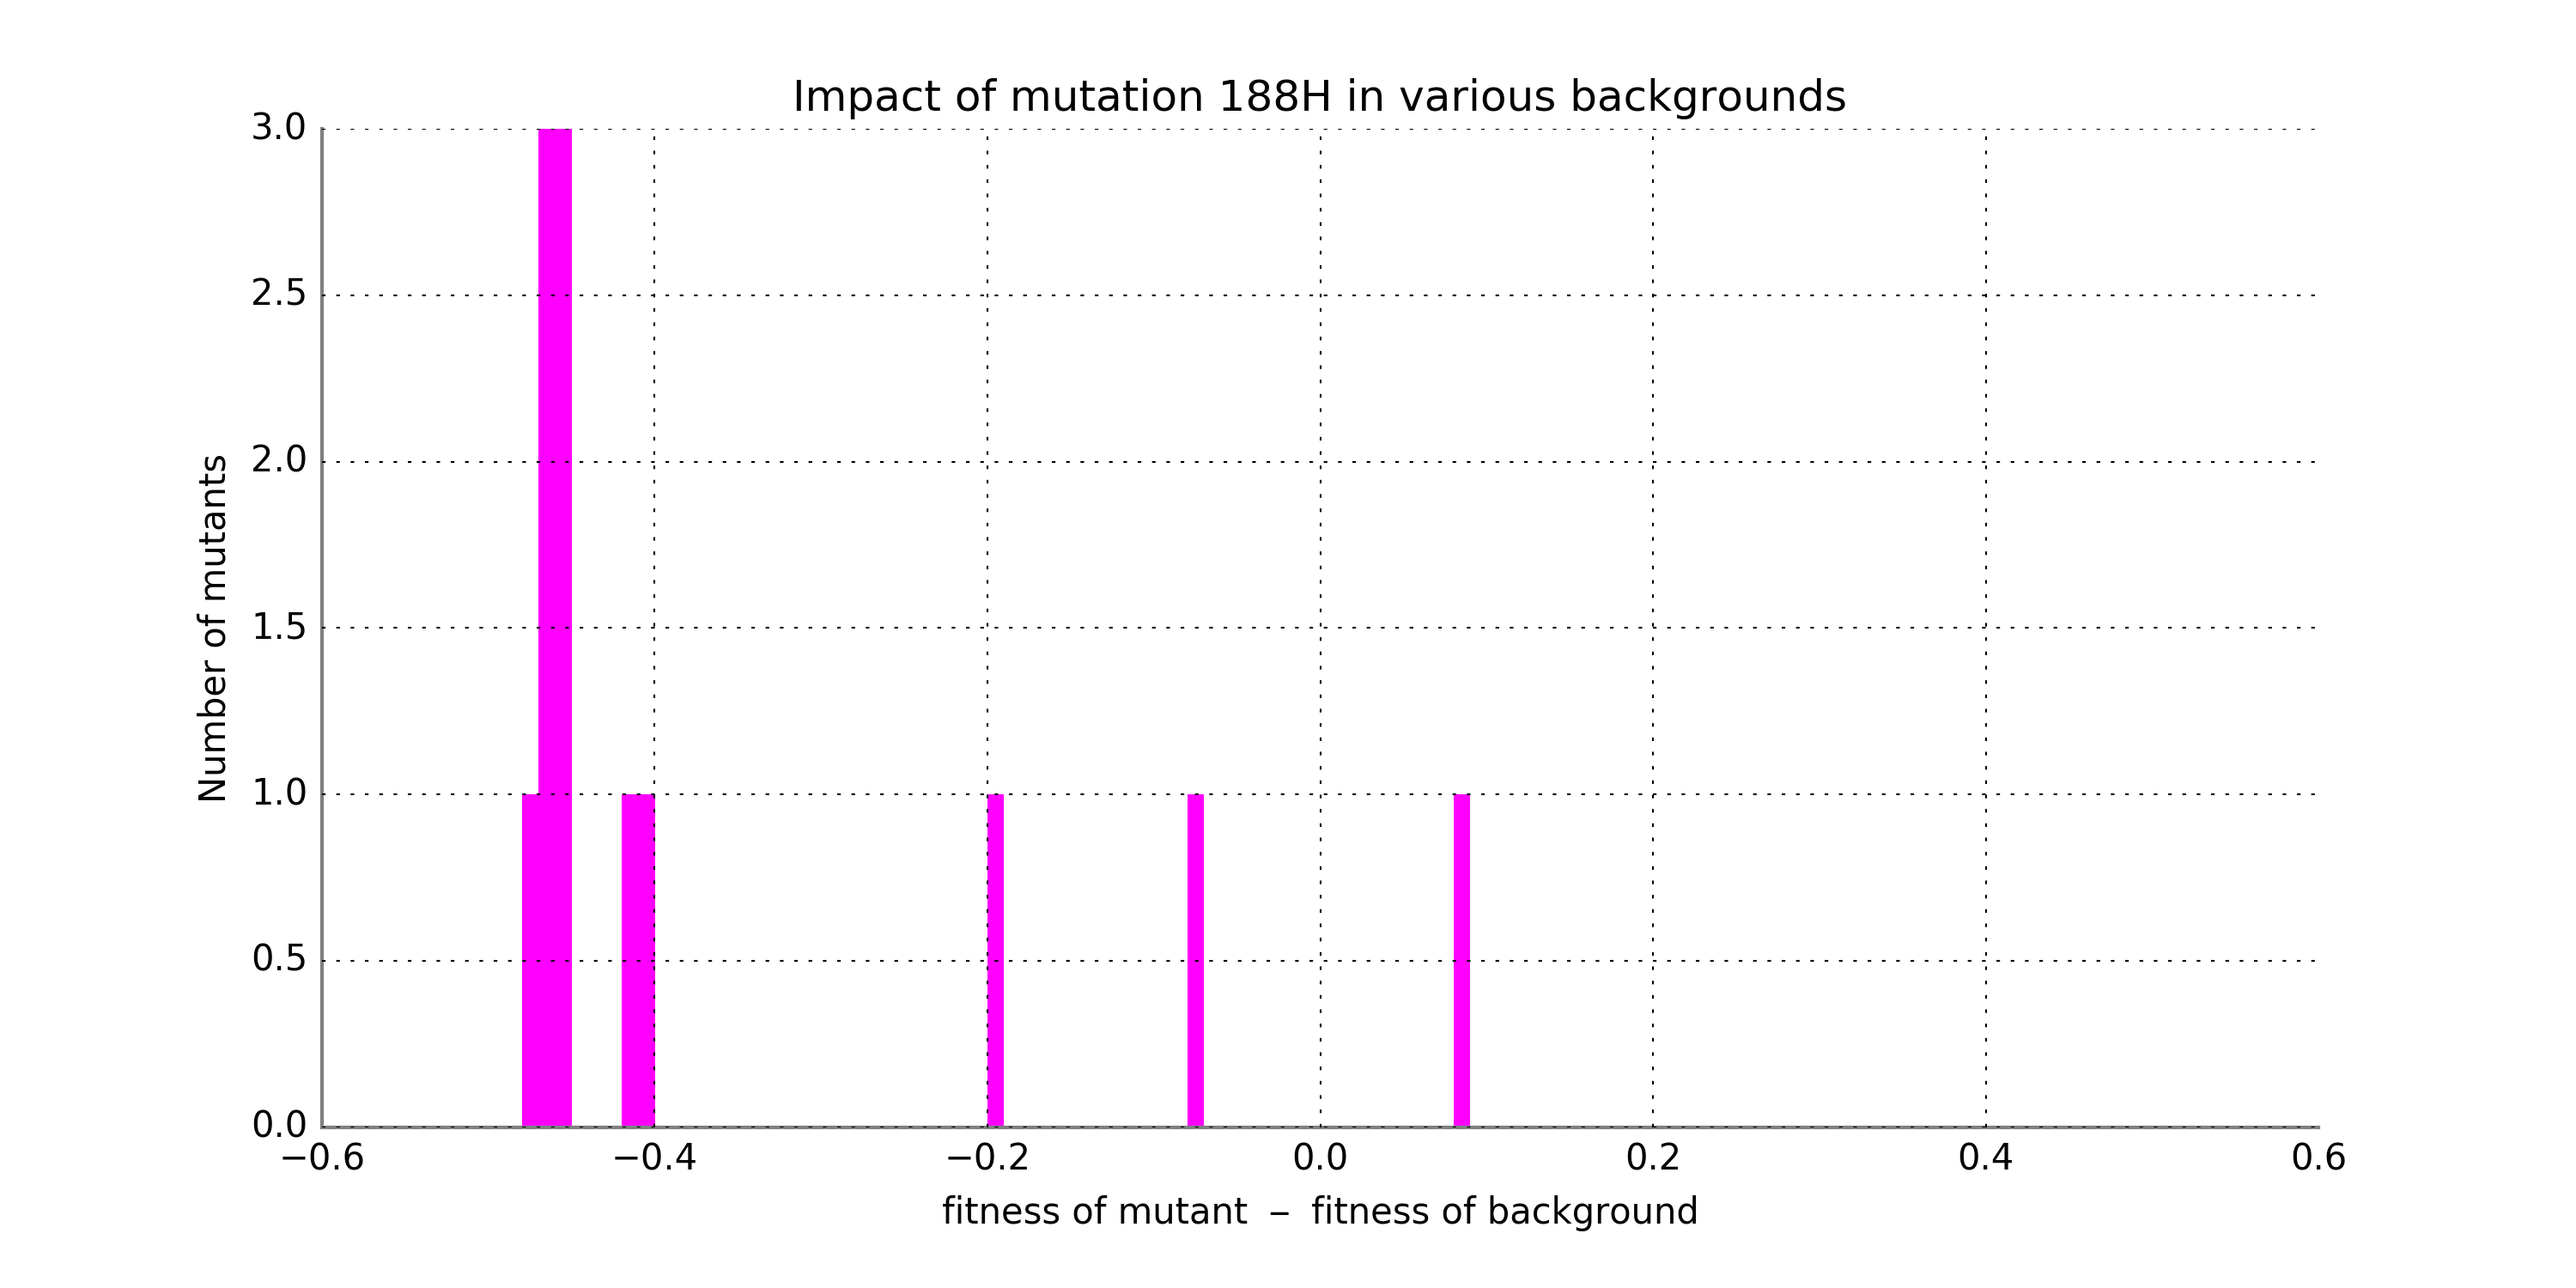 Impact of mutation 188H in various backgrounds
3.0
2.5
2.0
1.5
1.0
0.5
0.0
Number of mutants
−0.6 −0.4 −0.2 0.0 0.2 0.4 0.6
fitness of mutant − fitness of background